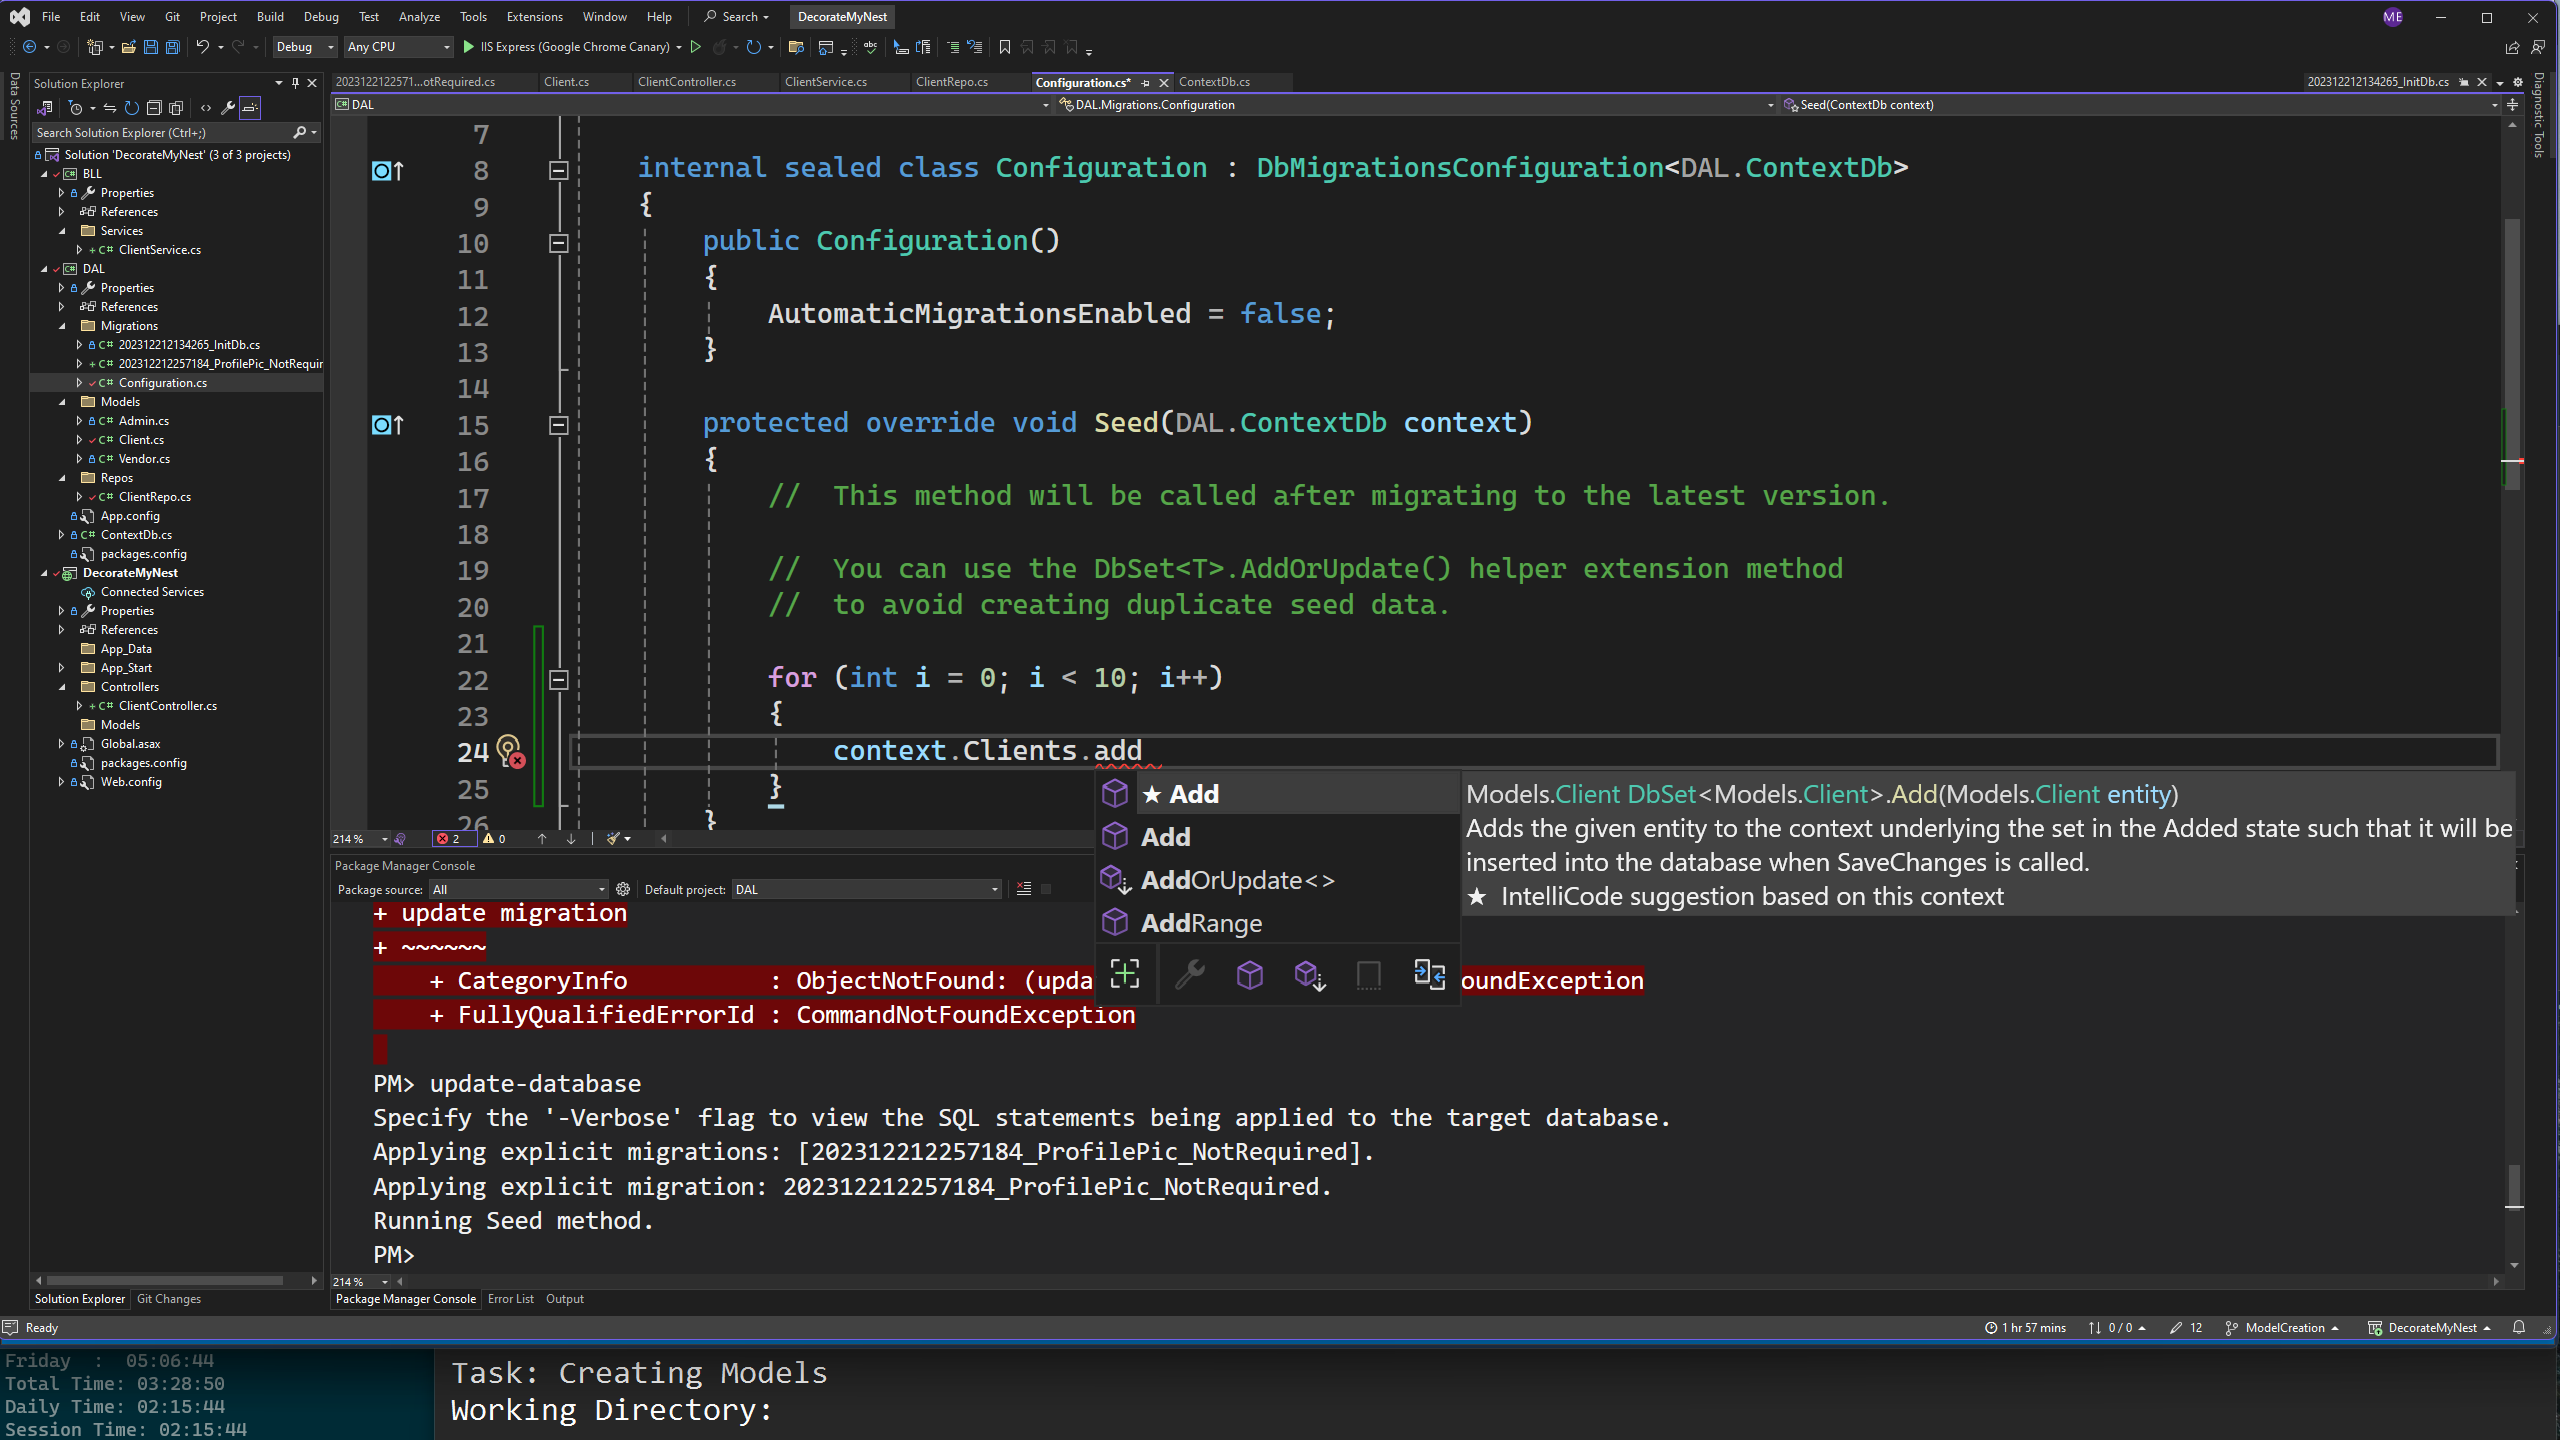 File Edit View Git Project Build Debug Test Analyze Tools Extensions Window Help Search DecorateMyNest ME
Debug Any CPU IIS Express (Google Chrome Canary)
Data Sources
Solution Explorer
Search Solution Explorer (Ctrl+;)
Solution 'DecorateMyNest' (3 of 3 projects)
BLL
Properties
References
Services
ClientService.cs
DAL
Properties
References
Migrations
202312212134265_InitDb.cs
202312212257184_ProfilePic_NotRequir
Configuration.cs
Models
Admin.cs
Client.cs
Vendor.cs
Repos
ClientRepo.cs
App.config
ContextDb.cs
packages.config
DecorateMyNest
Connected Services
Properties
References
App_Data
App_Start
Controllers
ClientController.cs
Models
Global.asax
packages.config
Web.config
Solution Explorer Git Changes
2023122122571...otRequired.cs Client.cs ClientController.cs ClientService.cs ClientRepo.cs Configuration.cs* ContextDb.cs 202312212134265_InitDb.cs
DAL DAL.Migrations.Configuration Seed(ContextDb context)
Diagnostic Tools
7
8 internal sealed class Configuration : DbMigrationsConfiguration<DAL.ContextDb>
9 {
10 public Configuration()
11 {
12 AutomaticMigrationsEnabled = false;
13 }
14
15 protected override void Seed(DAL.ContextDb context)
16 {
17 //  This method will be called after migrating to the latest version.
18
19 //  You can use the DbSet<T>.AddOrUpdate() helper extension method
20 //  to avoid creating duplicate seed data.
21
22 for (int i = 0; i < 10; i++)
23 {
24 context.Clients.add
25 }
26 }
★ Add
Add
AddOrUpdate<>
AddRange
Models.Client DbSet<Models.Client>.Add(Models.Client entity)
Adds the given entity to the context underlying the set in the Added state such that it will be
inserted into the database when SaveChanges is called.
★ IntelliCode suggestion based on this context
214 % 2 0
Package Manager Console
Package source: All Default project: DAL
+ update migration
+ ~~~~~~
+ CategoryInfo : ObjectNotFound: (upda oundException
+ FullyQualifiedErrorId : CommandNotFoundException
PM> update-database
Specify the '-Verbose' flag to view the SQL statements being applied to the target database.
Applying explicit migrations: [202312212257184_ProfilePic_NotRequired].
Applying explicit migration: 202312212257184_ProfilePic_NotRequired.
Running Seed method.
PM>
214 %
Package Manager Console Error List Output
Ready 1 hr 57 mins 0 / 0 12 ModelCreation DecorateMyNest
Friday : 05:06:44
Total Time: 03:28:50
Daily Time: 02:15:44
Session Time: 02:15:44
Task: Creating Models
Working Directory: